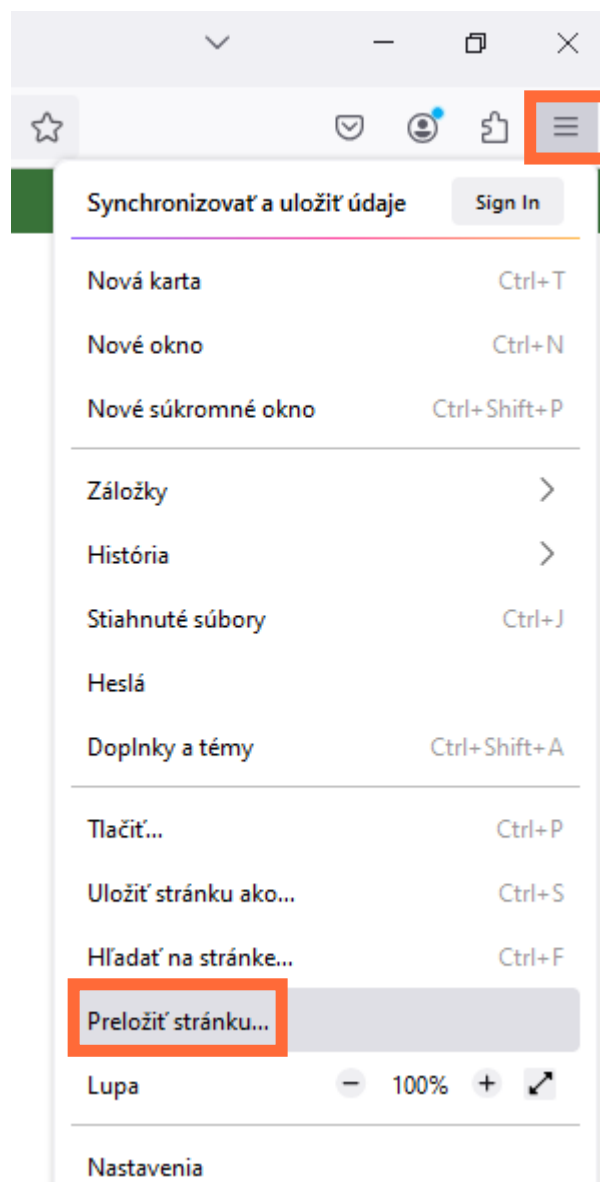 Synchronizovať a uložiť údaje Sign In
Nová karta Ctrl+T
Nové okno Ctrl+N
Nové súkromné okno Ctrl+Shift+P
Záložky
História
Stiahnuté súbory Ctrl+J
Heslá
Doplnky a témy Ctrl+Shift+A
Tlačiť... Ctrl+P
Uložiť stránku ako... Ctrl+S
Hľadať na stránke... Ctrl+F
Preložiť stránku...
Lupa − 100% +
Nastavenia